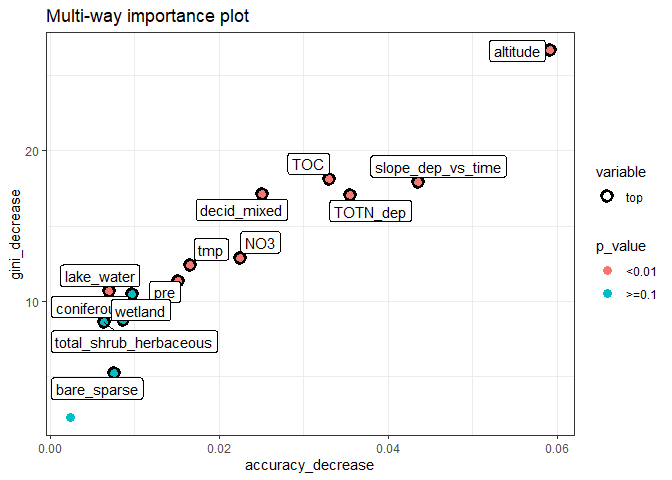 Multi-way importance plot
altitude
20
TOC
slope_dep_vs_time
decid_mixed
TOTN_dep
NO3
tmp
lake_water
pre
10
wetland
total_shrub_herbaceous
bare_sparse
0.00
0.02
0.04
0.06
accuracy_decrease
gini_decrease
variable
top
p_value
<0.01
>=0.1